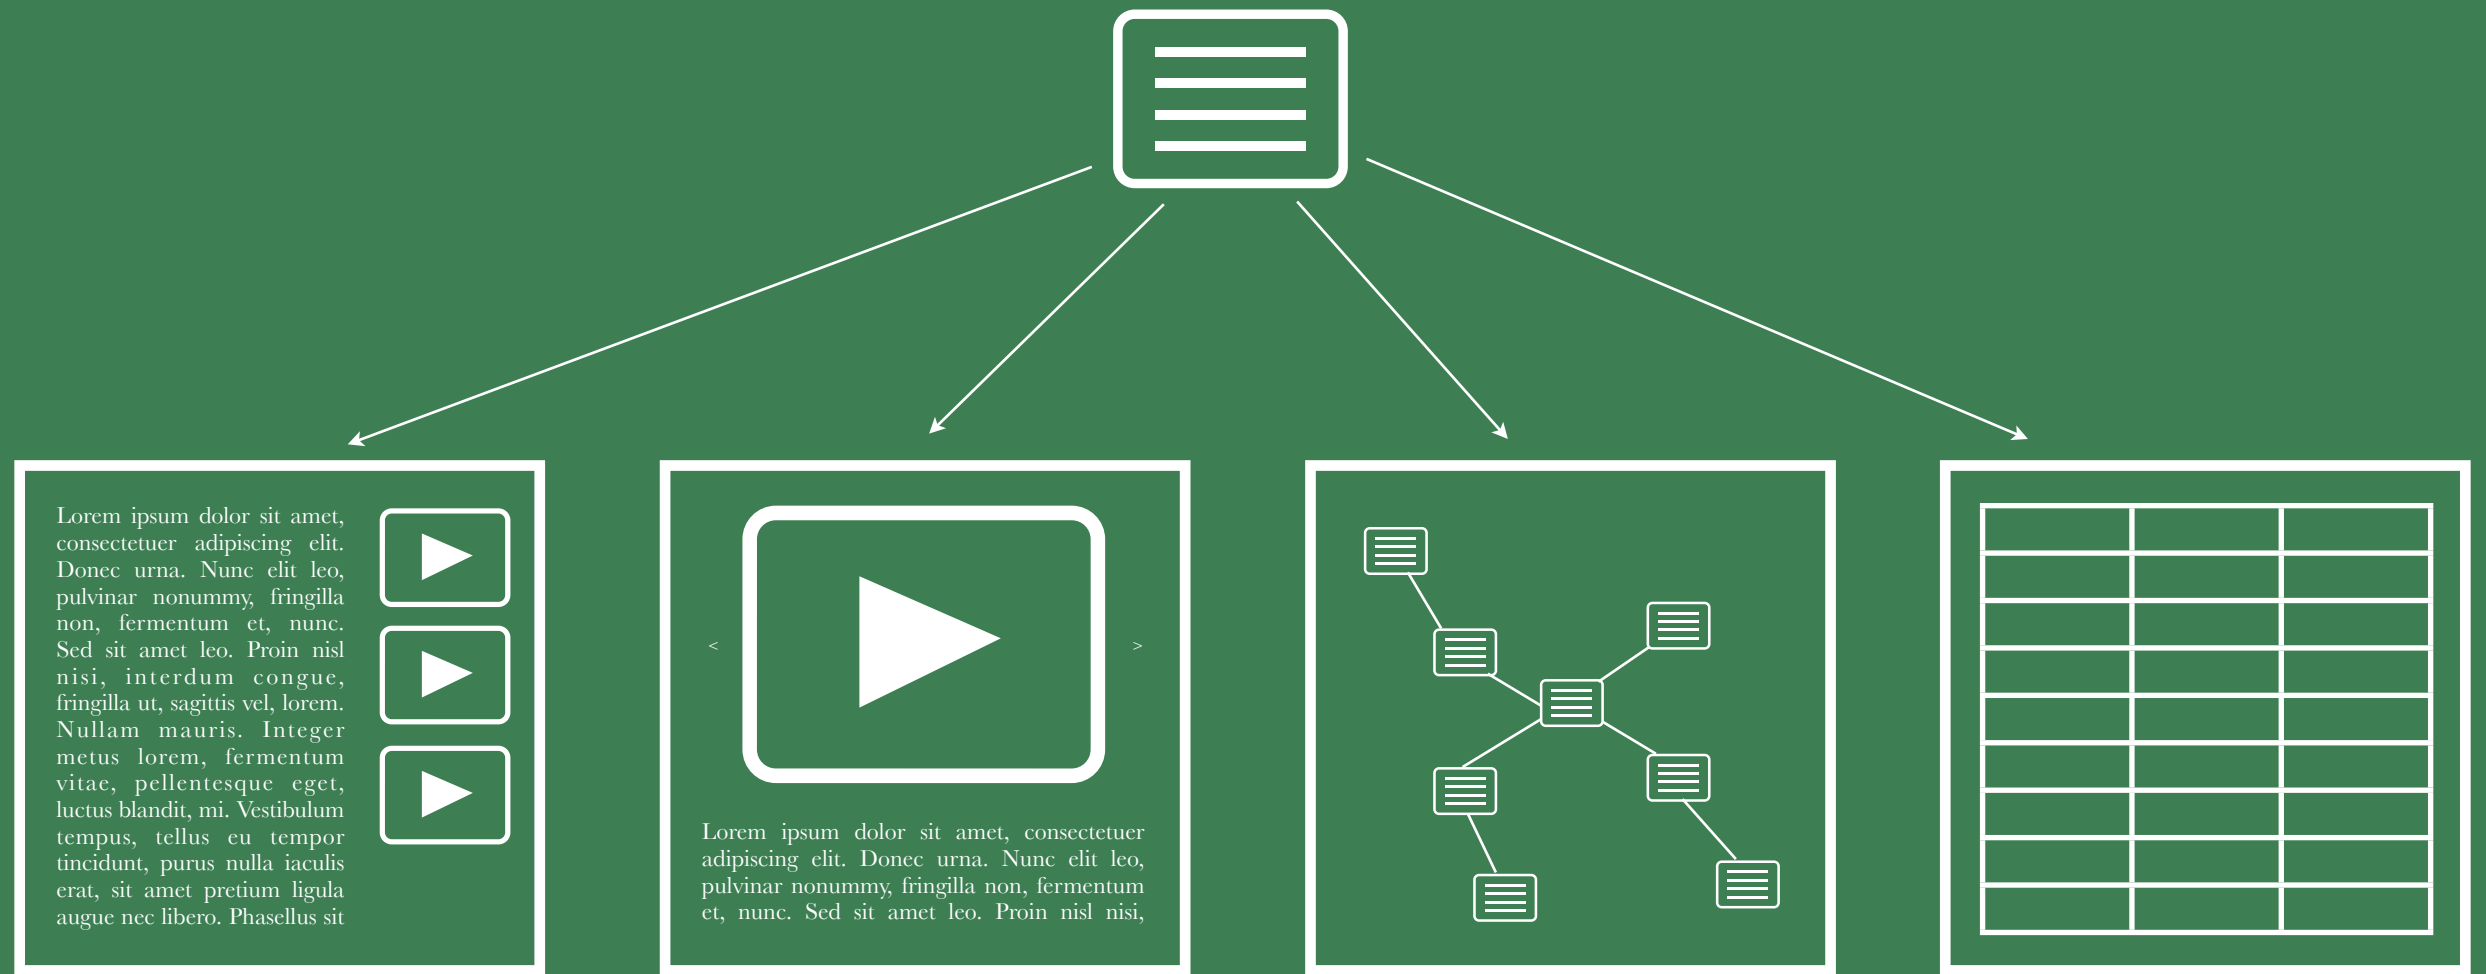 Lorem ipsum dolor sit amet,
consectetuer adipiscing elit.
Donec urna. Nunc elit leo,
pulvinar nonummy, fringilla
non, fermentum et, nunc.
Sed sit amet leo. Proin nisl
nisi, interdum congue,
fringilla ut, sagittis vel, lorem.
Nullam mauris. Integer
metus lorem, fermentum
vitae, pellentesque eget,
luctus blandit, mi. Vestibulum
tempus, tellus eu tempor
tincidunt, purus nulla iaculis
erat, sit amet pretium ligula
augue nec libero. Phasellus sit
< >
Lorem ipsum dolor sit amet, consectetuer
adipiscing elit. Donec urna. Nunc elit leo,
pulvinar nonummy, fringilla non, fermentum
et, nunc. Sed sit amet leo. Proin nisl nisi,